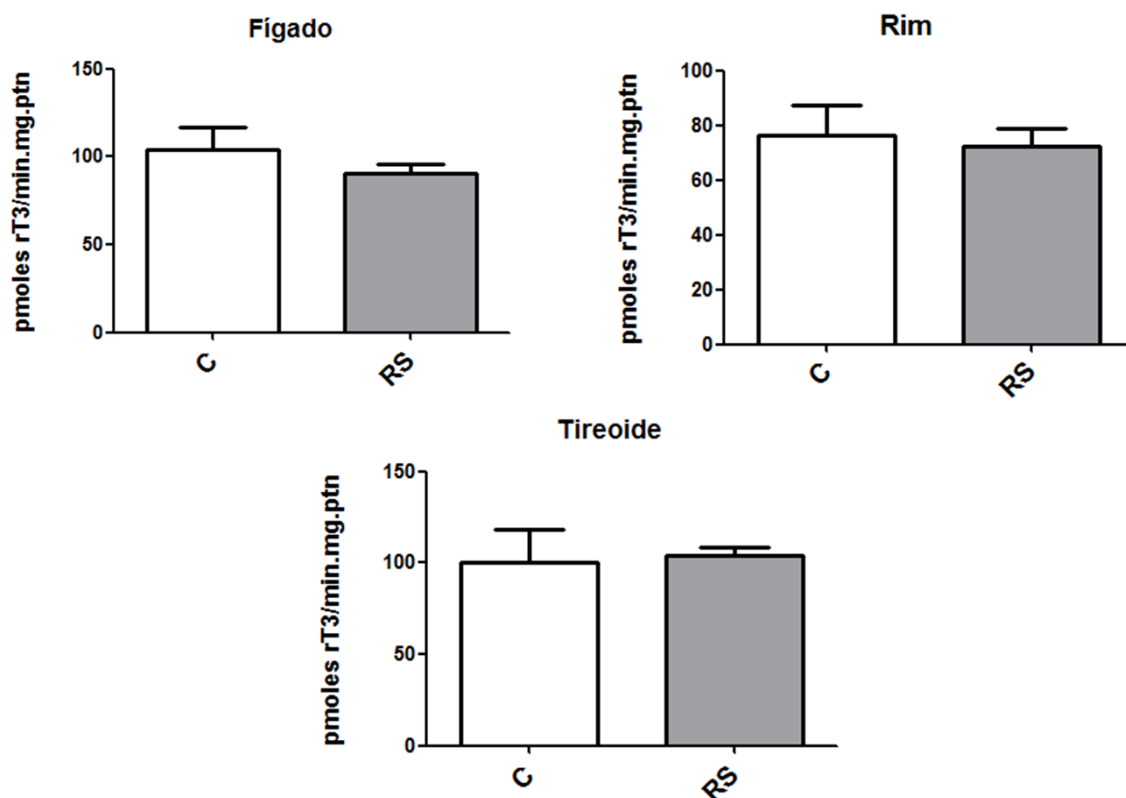 Fígado
pmoles rT3/min.mg.ptn
150
100
50
0
C
RS
Rim
pmoles rT3/min.mg.ptn
100
80
60
40
20
0
C
RS
Tireoide
pmoles rT3/min.mg.ptn
150
100
50
0
C
RS